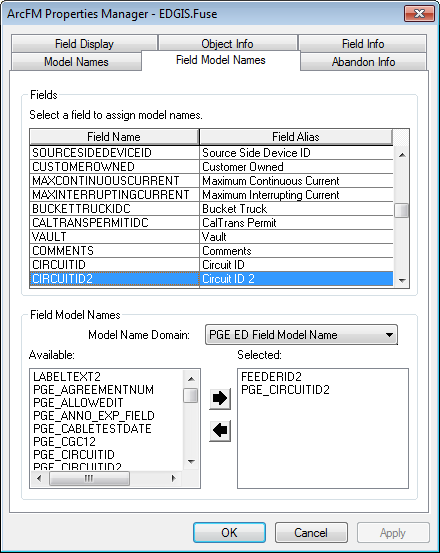 ArcFM Properties Manager - EDGIS.Fuse
Field Display Object Info Field Info
Model Names Field Model Names Abandon Info
Fields
Select a field to assign model names.
Field Name Field Alias
SOURCESIDEDEVICEID Source Side Device ID
CUSTOMEROWNED Customer Owned
MAXCONTINUOUSCURRENT Maximum Continuous Current
MAXINTERRUPTINGCURRENT Maximum Interrupting Current
BUCKETTRUCKIDC Bucket Truck
CALTRANSPERMITIDC CalTrans Permit
VAULT Vault
COMMENTS Comments
CIRCUITID Circuit ID
CIRCUITID2 Circuit ID 2
Field Model Names
Model Name Domain: PGE ED Field Model Name
Available: Selected:
LABELTEXT2 FEEDERID2
PGE_AGREEMENTNUM PGE_CIRCUITID2
PGE_ALLOWEDIT
PGE_ANNO_EXP_FIELD
PGE_CABLETESTDATE
PGE_CGC12
PGE_CIRCUITID
PGE_CIRCUITID2
OK Cancel Apply